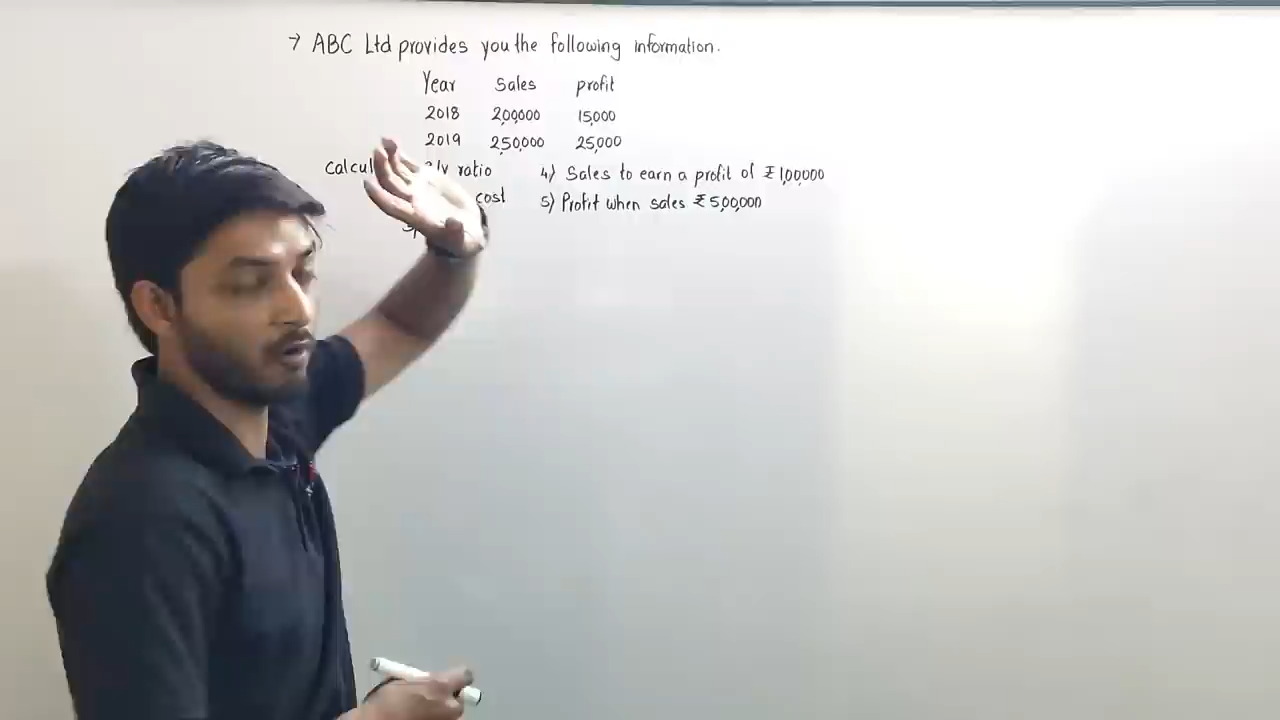 → ABC Ltd provides you the following information.
Year Sales profit
2018 2,00,000 15,000
2019 2,50,000 25,000
ratio 4) Sales to earn a profit of ₹ 1,00,000
cost 5) Profit when sales ₹ 5,00,000